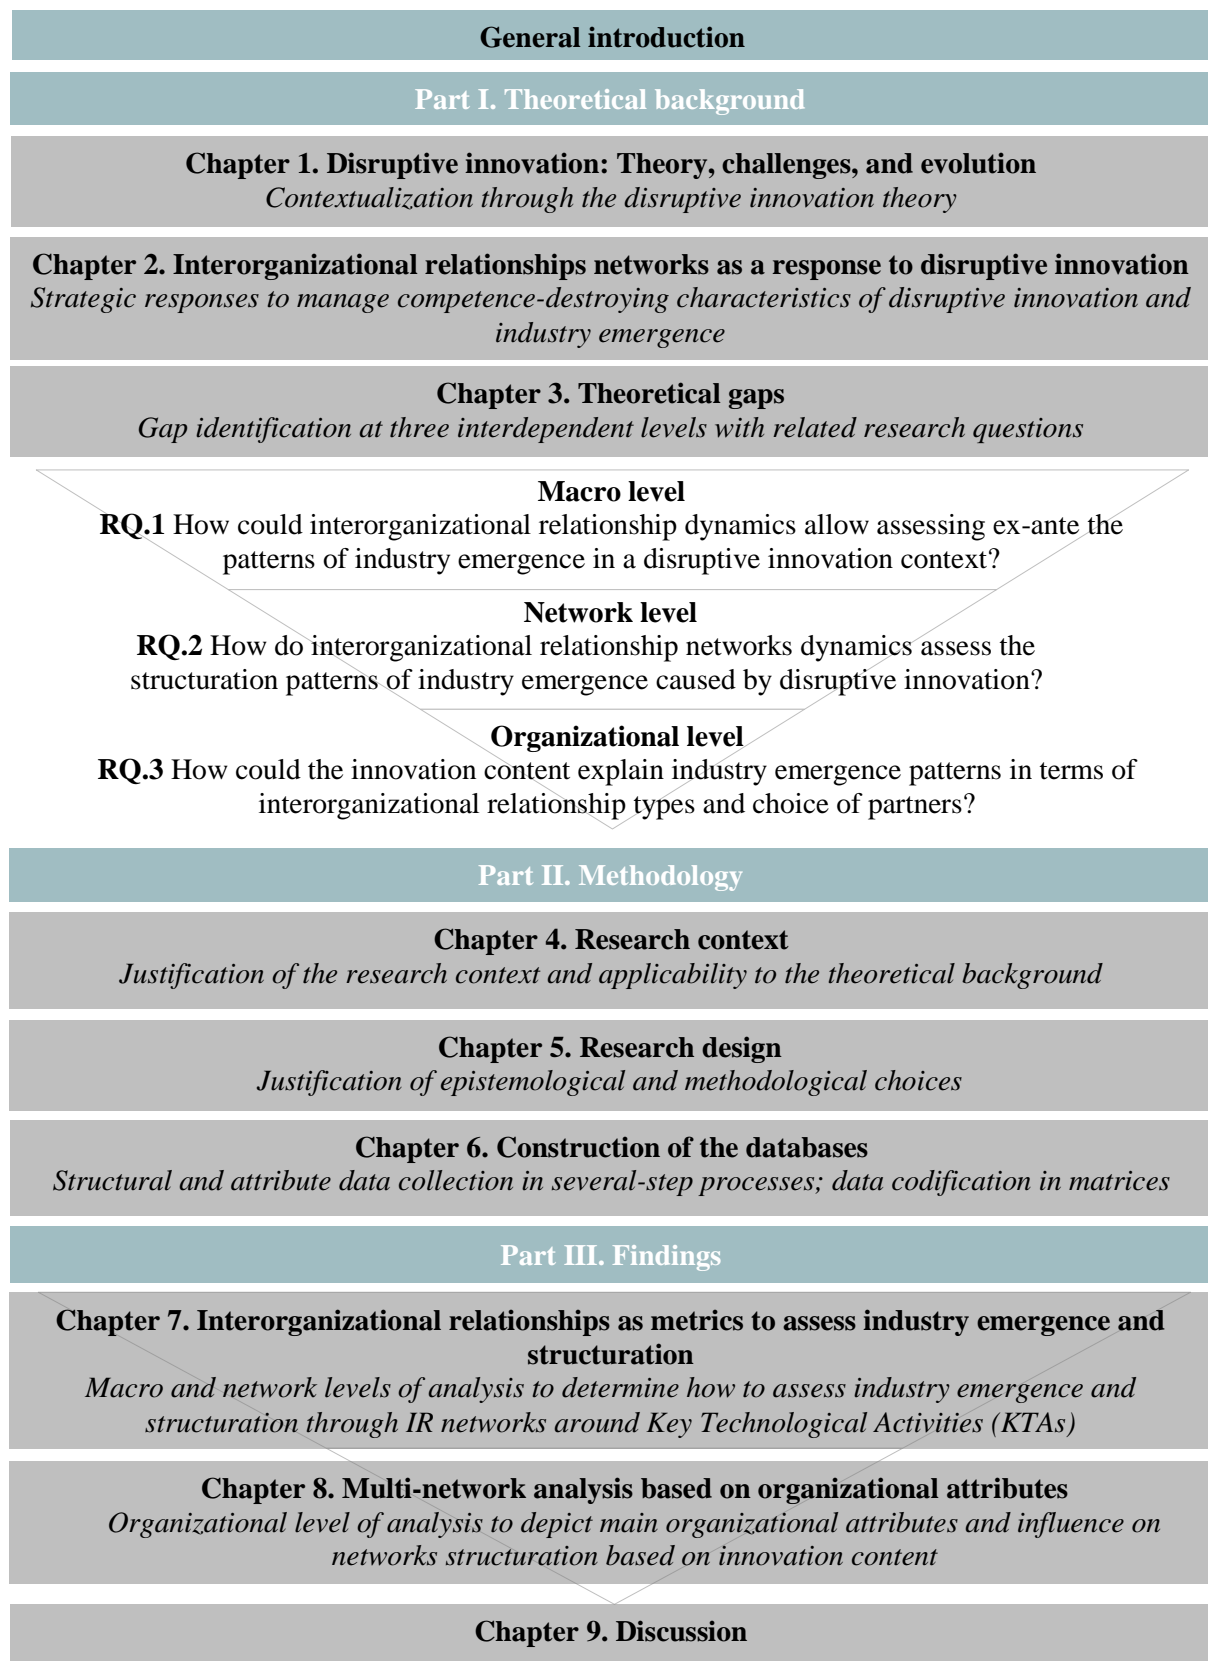 General introduction
Part I. Theoretical background
Chapter 1. Disruptive innovation: Theory, challenges, and evolution
Contextualization through the disruptive innovation theory
Chapter 2. Interorganizational relationships networks as a response to disruptive innovation
Strategic responses to manage competence-destroying characteristics of disruptive innovation and
industry emergence
Chapter 3. Theoretical gaps
Gap identification at three interdependent levels with related research questions
Macro level
RQ.1 How could interorganizational relationship dynamics allow assessing ex-ante the
patterns of industry emergence in a disruptive innovation context?
Network level
RQ.2 How do interorganizational relationship networks dynamics assess the
structuration patterns of industry emergence caused by disruptive innovation?
Organizational level
RQ.3 How could the innovation content explain industry emergence patterns in terms of
interorganizational relationship types and choice of partners?
Part II. Methodology
Chapter 4. Research context
Justification of the research context and applicability to the theoretical background
Chapter 5. Research design
Justification of epistemological and methodological choices
Chapter 6. Construction of the databases
Structural and attribute data collection in several-step processes; data codification in matrices
Part III. Findings
Chapter 7. Interorganizational relationships as metrics to assess industry emergence and
structuration
Macro and network levels of analysis to determine how to assess industry emergence and
structuration through IR networks around Key Technological Activities (KTAs)
Chapter 8. Multi-network analysis based on organizational attributes
Organizational level of analysis to depict main organizational attributes and influence on
networks structuration based on innovation content
Chapter 9. Discussion